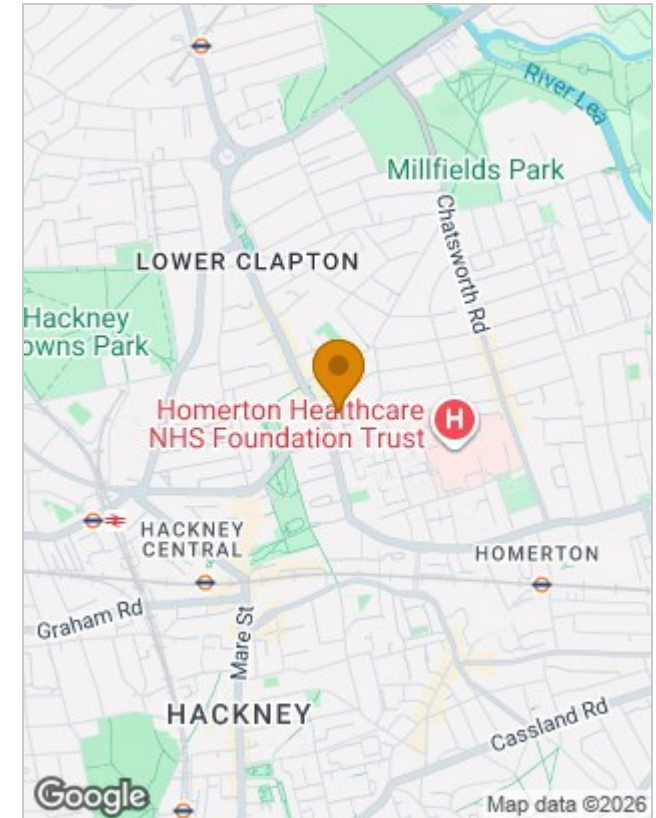 River Lea
Millfields Park
Chatsworth Rd
LOWER CLAPTON
Hackney
owns Park
Homerton Healthcare
NHS Foundation Trust
H
HACKNEY
CENTRAL
HOMERTON
Graham Rd
Mare St
HACKNEY
Cassland Rd
Google
Map data ©2026